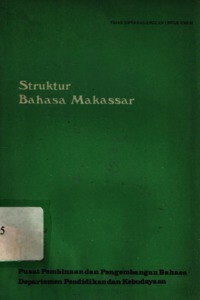 Struktur
Bahasa Makassar
5
Pusat Pembinaan dan Pengembangan Bahasa
Departemen Pendidikan dan Kebudayaan